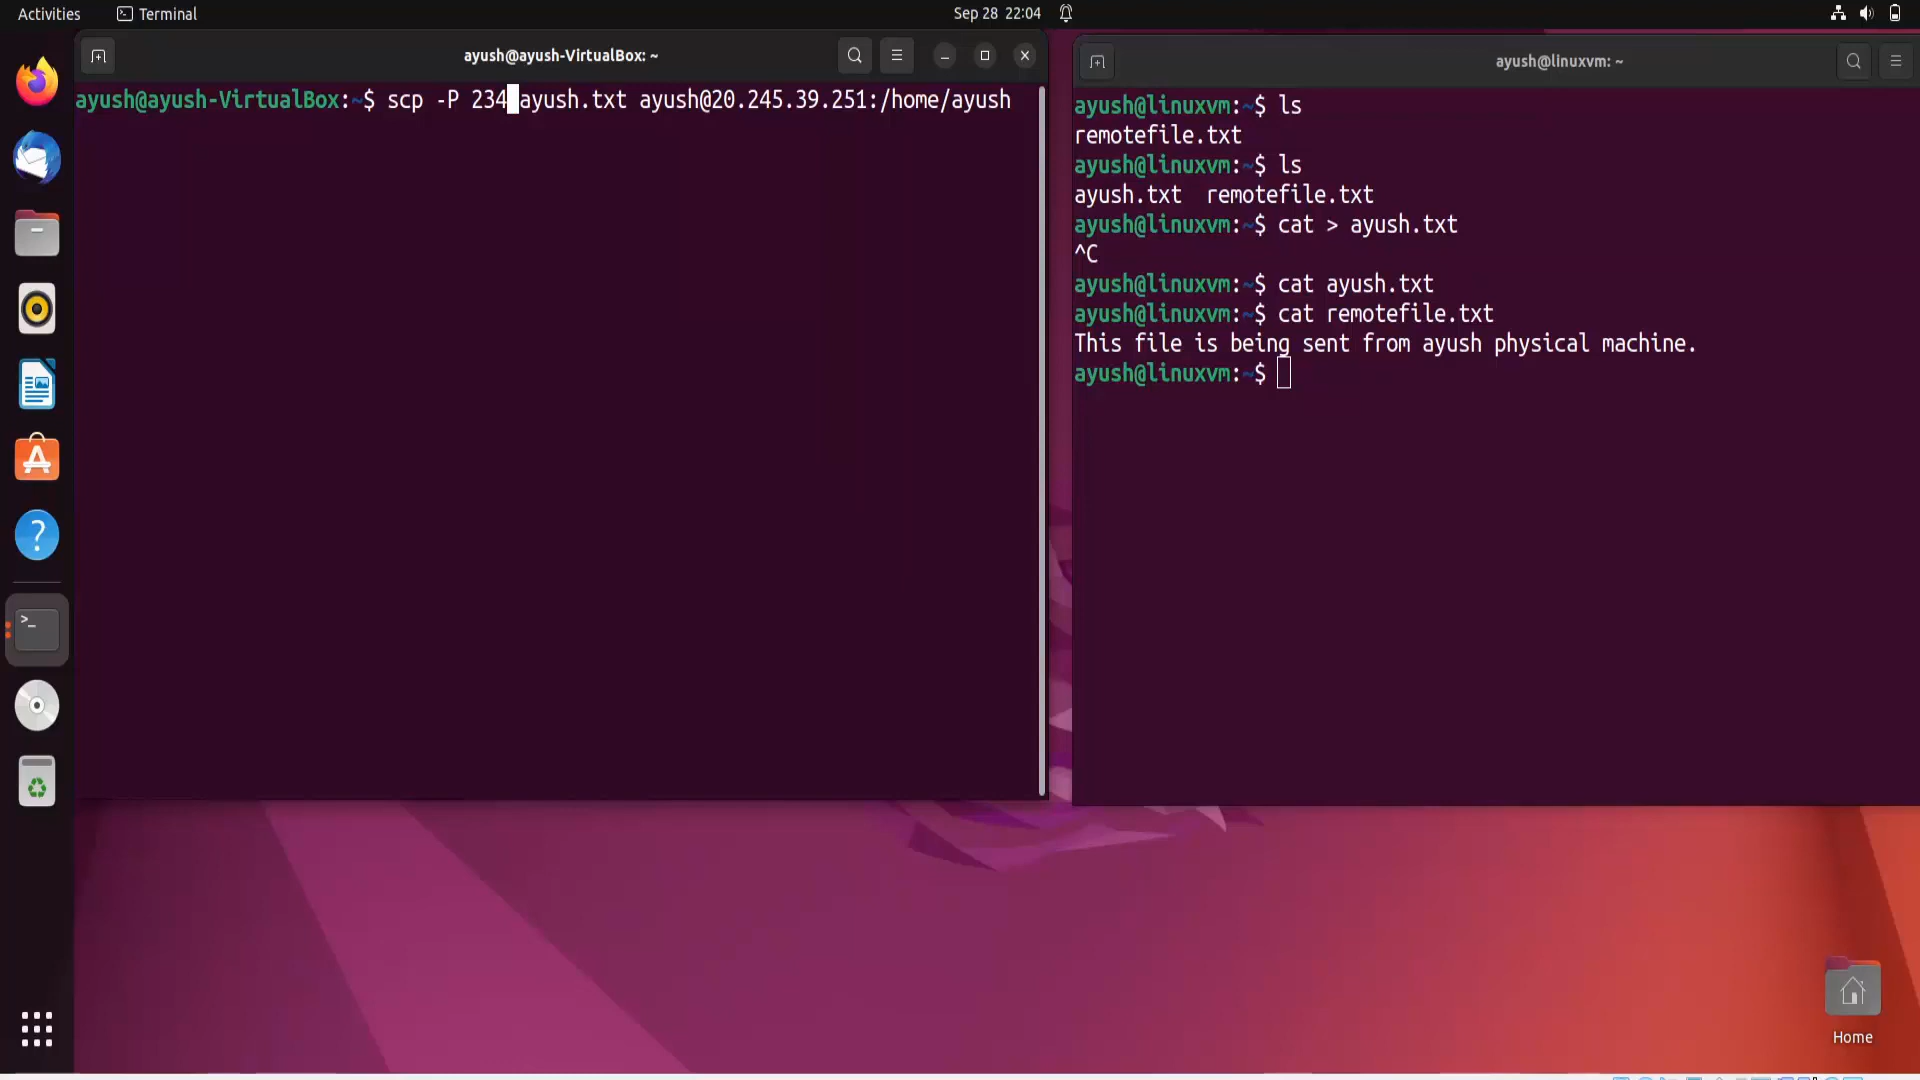 Activities
Terminal
Sep 28 22:04
ayush@ayush-VirtualBox: ~
ayush@ayush-VirtualBox:~$ scp -P 234 ayush.txt ayush@20.245.39.251:/home/ayush
ayush@linuxvm: ~
ayush@linuxvm:~$ ls
remotefile.txt
ayush@linuxvm:~$ ls
ayush.txt  remotefile.txt
ayush@linuxvm:~$ cat > ayush.txt
^C
ayush@linuxvm:~$ cat ayush.txt
ayush@linuxvm:~$ cat remotefile.txt
This file is being sent from ayush physical machine.
ayush@linuxvm:~$
Home